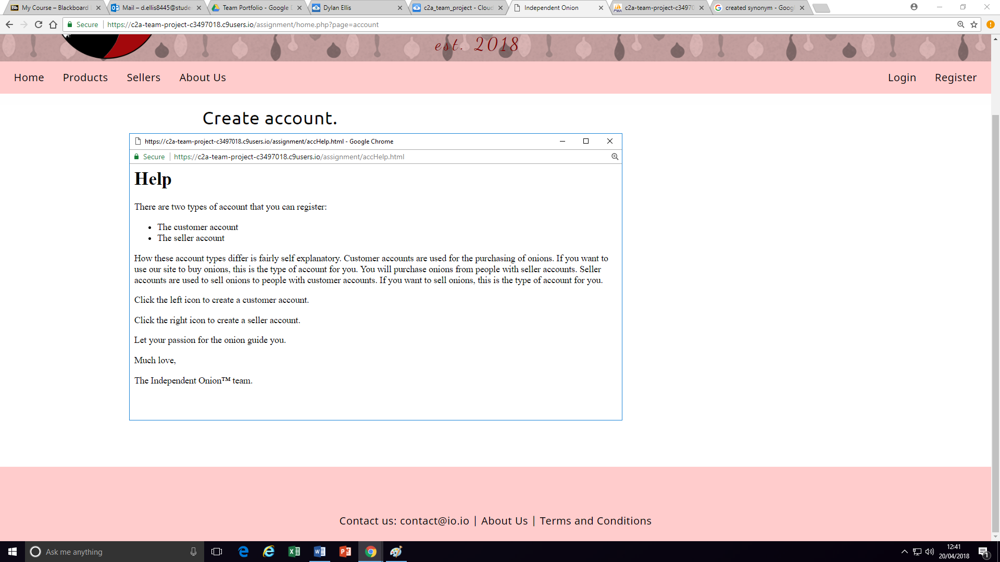 My Course – Blackboard
Mail – d.ellis8445@stude
Team Portfolio - Google
Dylan Ellis
c2a_team_project - Cloud
Independent Onion
c2a-team-project-c34970
created synonym - Goog
Secure
https://c2a-team-project-c3497018.c9users.io/assignment/home.php?page=account
est. 2018
Home Products Sellers About Us Login Register
Create account.
https://c2a-team-project-c3497018.c9users.io/assignment/accHelp.html - Google Chrome
Secure https://c2a-team-project-c3497018.c9users.io/assignment/accHelp.html
Help
There are two types of account that you can register:
• The customer account
• The seller account
How these account types differ is fairly self explanatory. Customer accounts are used for the purchasing of onions. If you want to
use our site to buy onions, this is the type of account for you. You will purchase onions from people with seller accounts. Seller
accounts are used to sell onions to people with customer accounts. If you want to sell onions, this is the type of account for you.
Click the left icon to create a customer account.
Click the right icon to create a seller account.
Let your passion for the onion guide you.
Much love,
The Independent Onion™ team.
Contact us: contact@io.io | About Us | Terms and Conditions
Ask me anything
12:41
20/04/2018
1